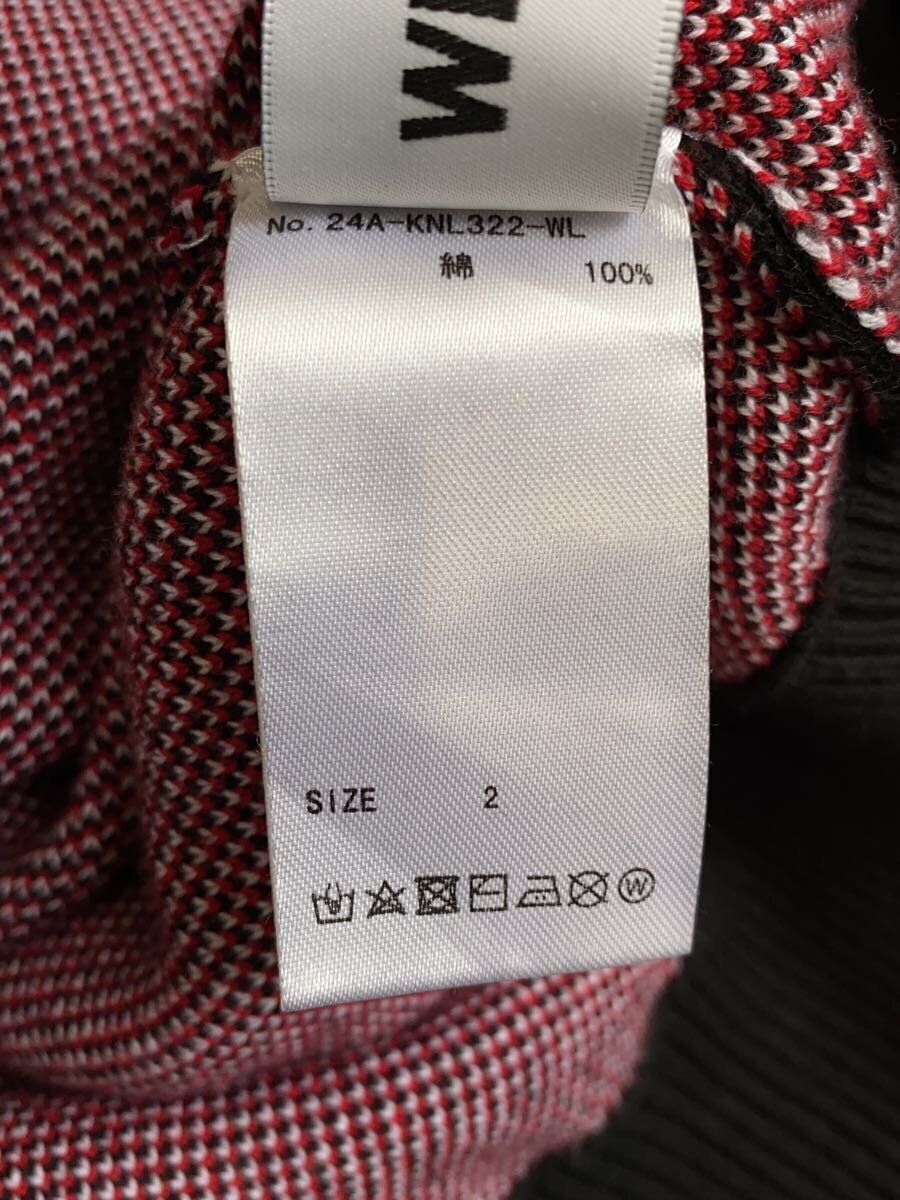 No. 24A-KNL322-WL
綿 100%
SIZE 2
W